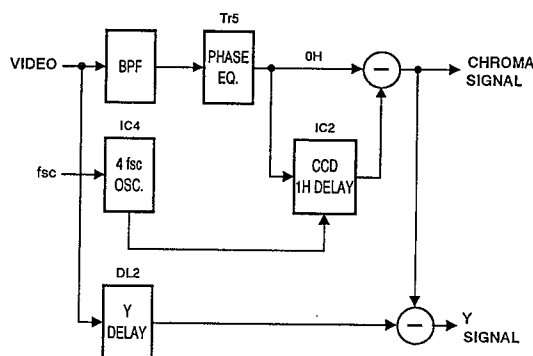 Tr5
VIDEO
BPF
PHASE
EQ.
0H
CHROMA
SIGNAL
IC4
IC2
fsc
4 fsc
OSC.
CCD
1H DELAY
DL2
Y
DELAY
Y
SIGNAL